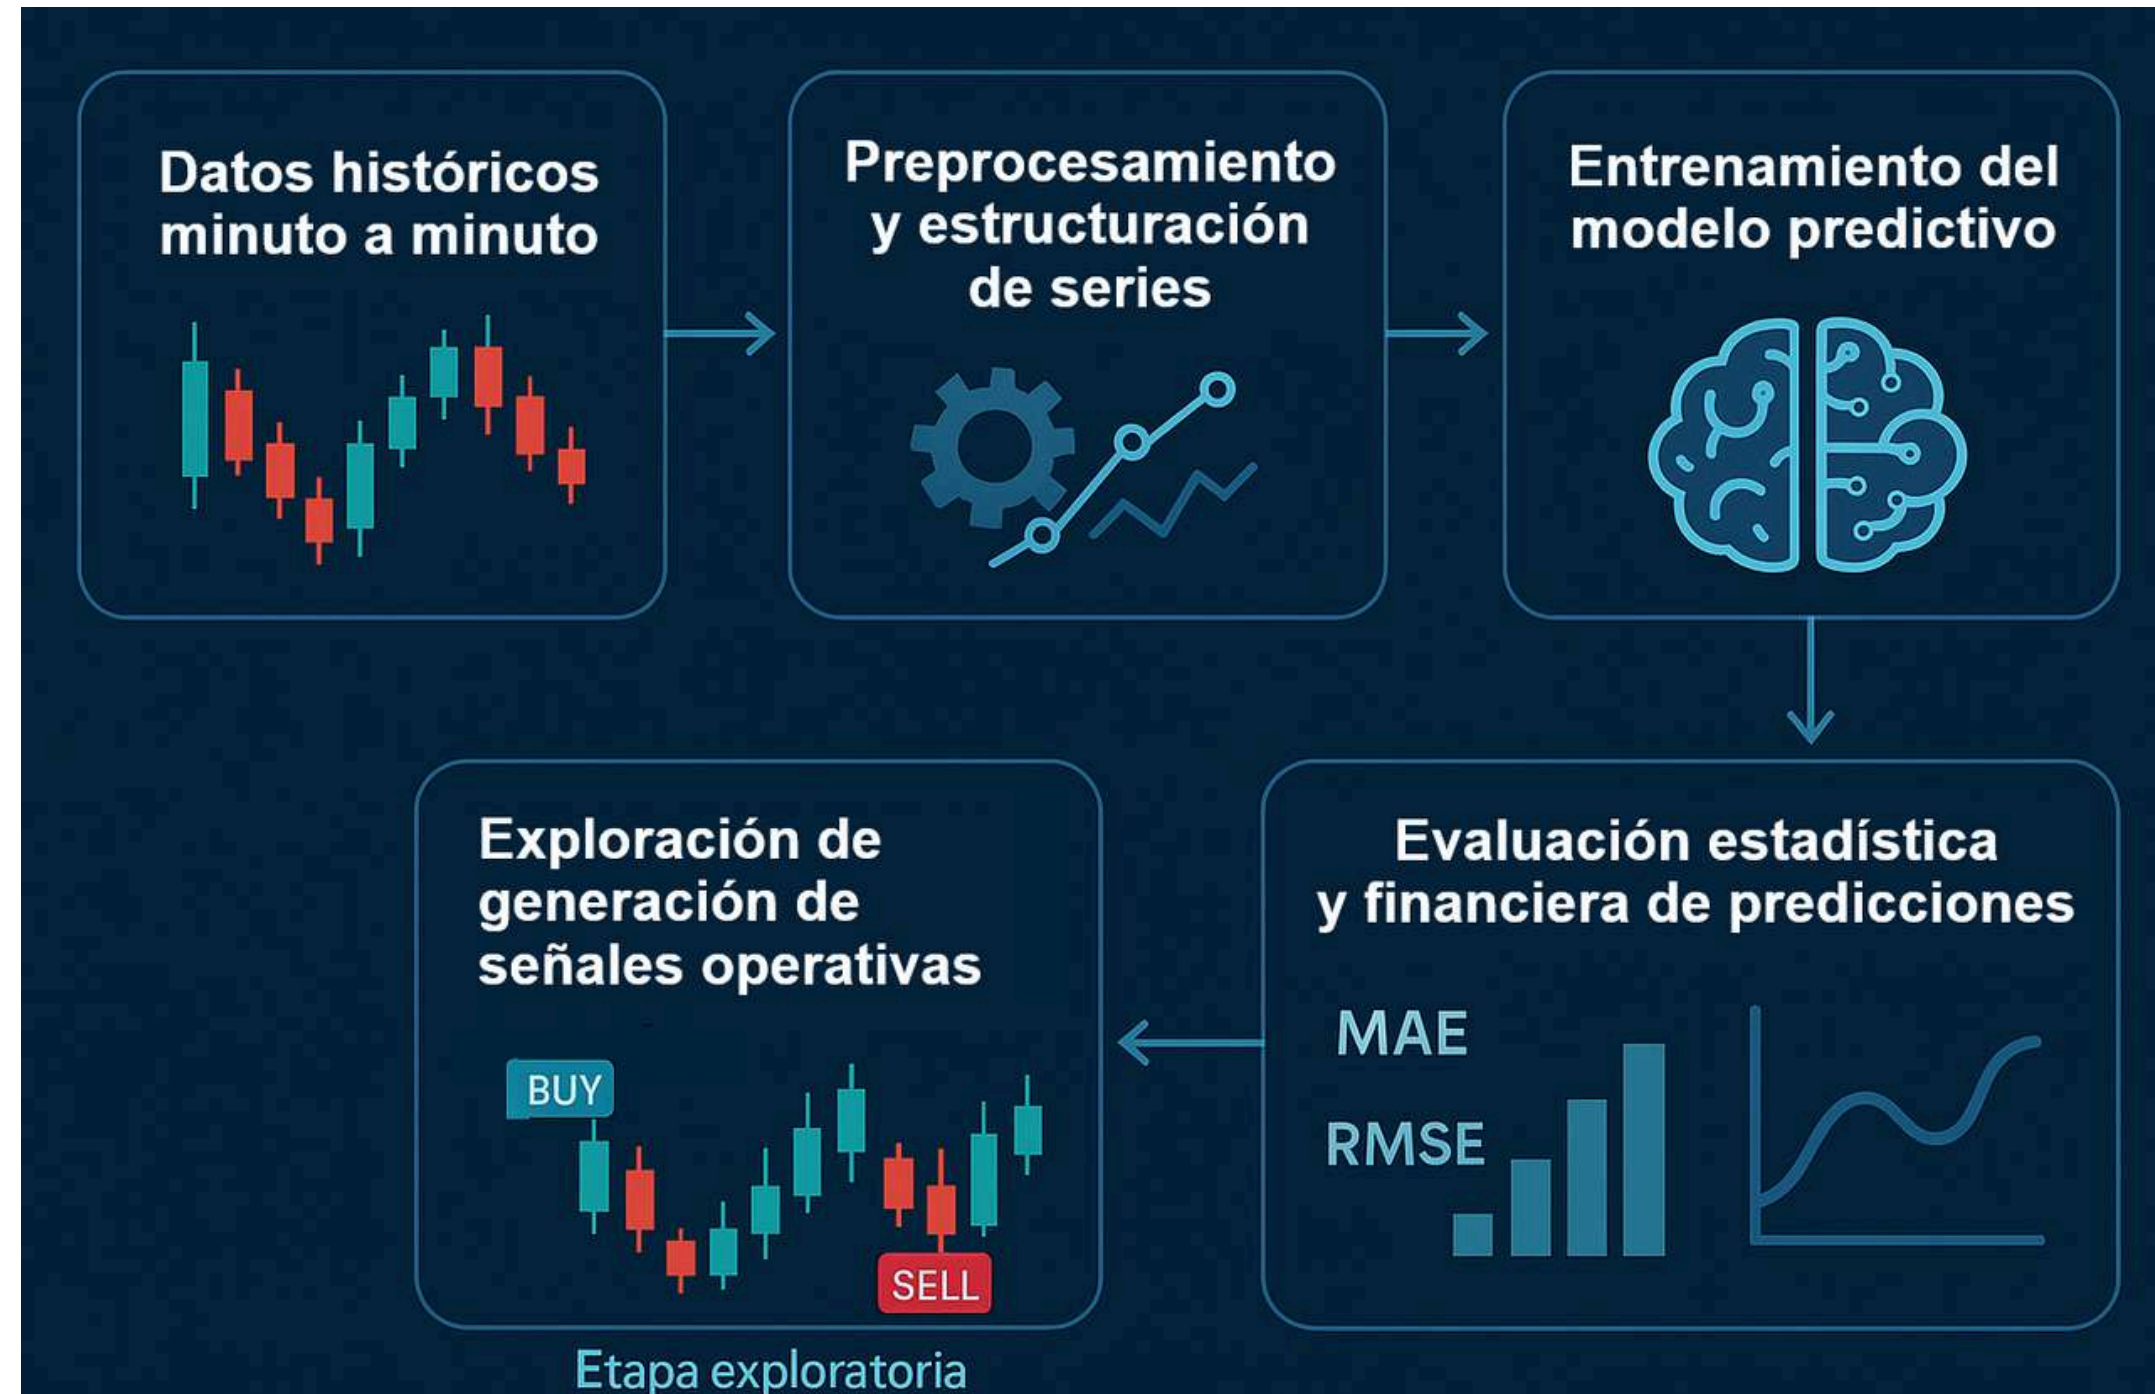 Datos históricos
minuto a minuto
Preprocesamiento
y estructuración
de series
Entrenamiento del
modelo predictivo
Evaluación estadística
y financiera de predicciones
MAE
RMSE
Exploración de
generación de
señales operativas
BUY
SELL
Etapa exploratoria